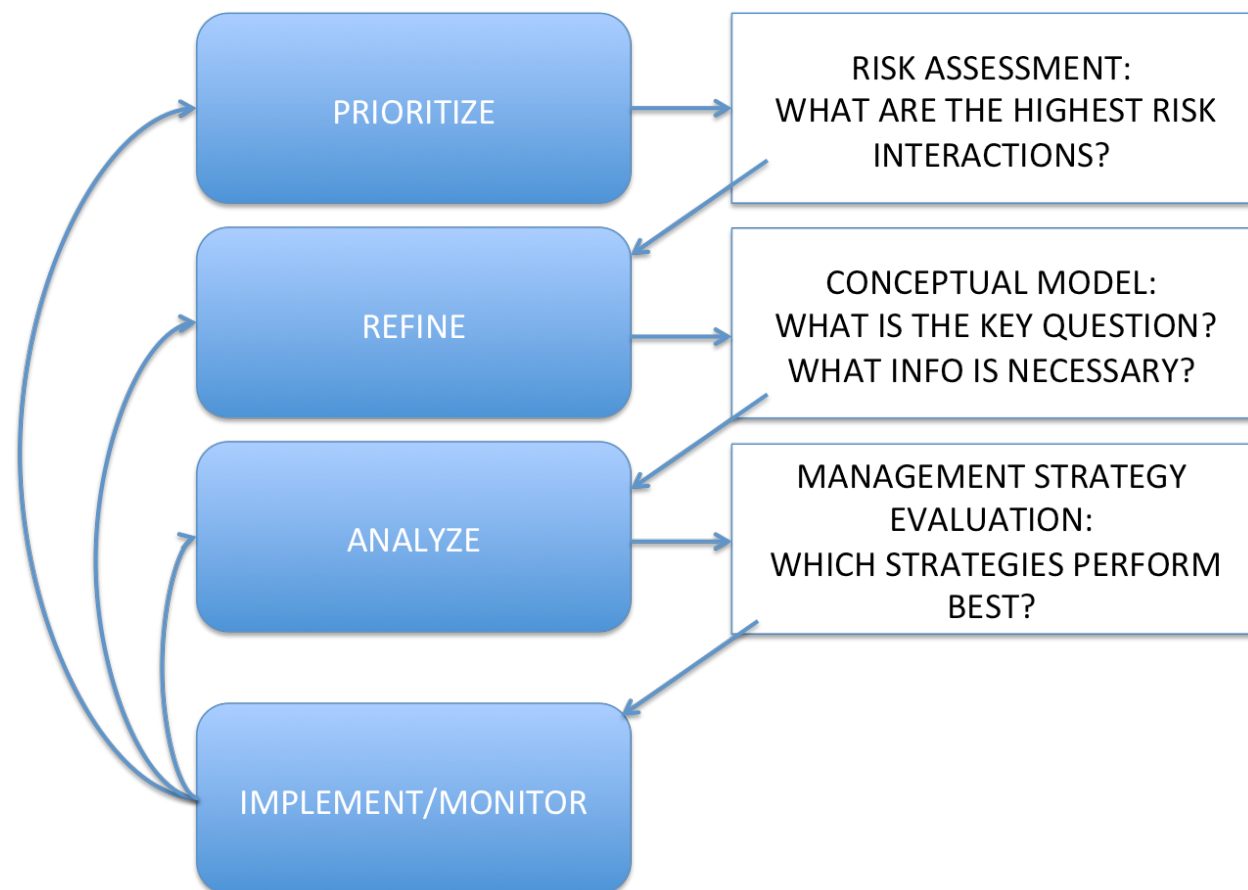 PRIORITIZE
RISK ASSESSMENT:
WHAT ARE THE HIGHEST RISK
INTERACTIONS?
REFINE
CONCEPTUAL MODEL:
WHAT IS THE KEY QUESTION?
WHAT INFO IS NECESSARY?
ANALYZE
MANAGEMENT STRATEGY
EVALUATION:
WHICH STRATEGIES PERFORM
BEST?
IMPLEMENT/MONITOR